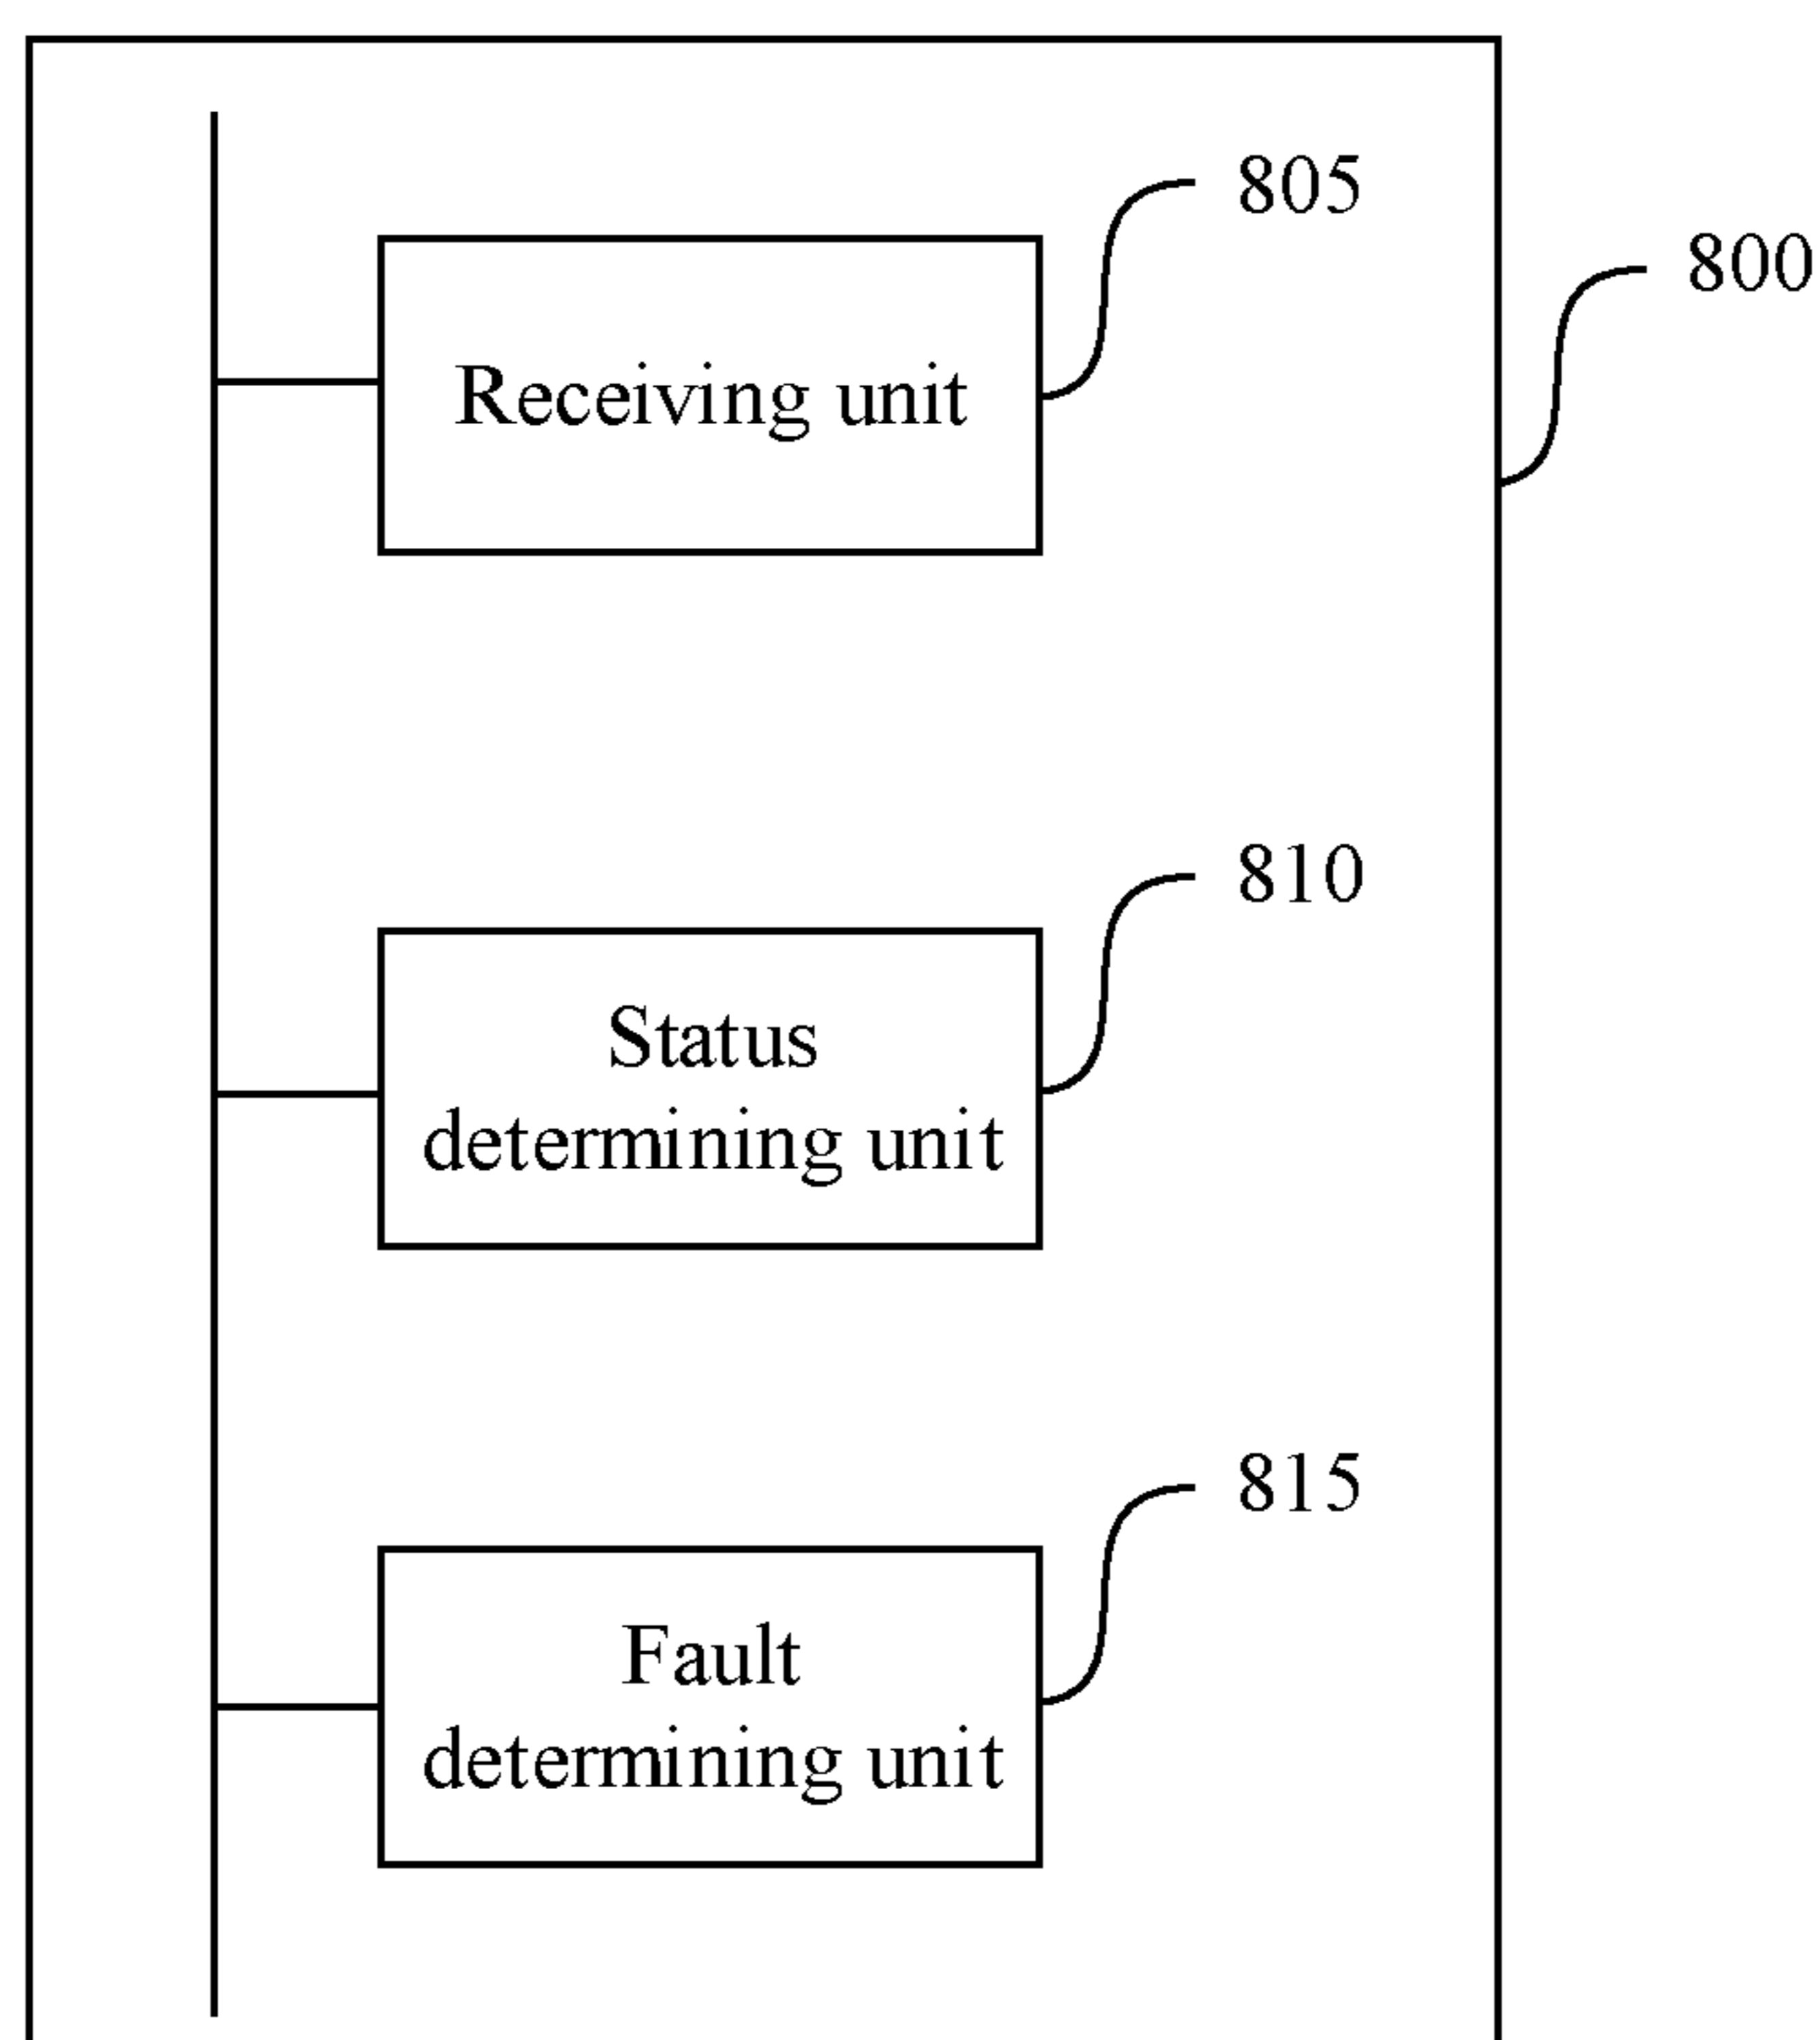 805
800
Receiving unit
810
Status
determining unit
815
Fault
determining unit